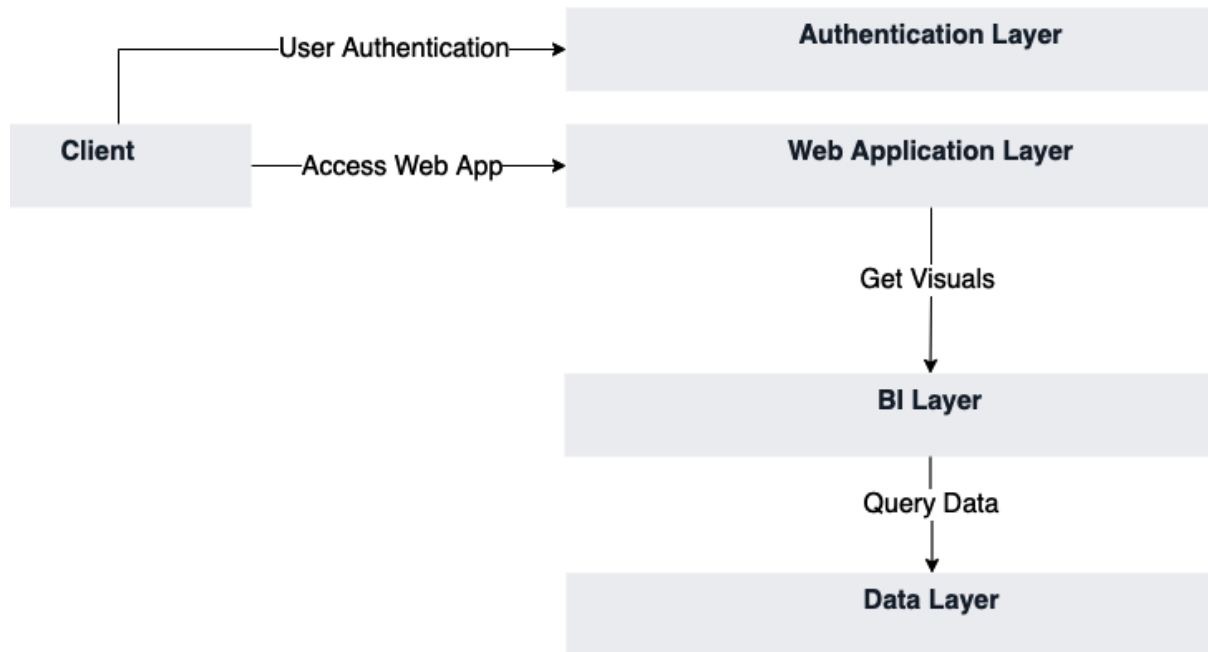 User Authentication
Authentication Layer
Client
Access Web App
Web Application Layer
Get Visuals
BI Layer
Query Data
Data Layer